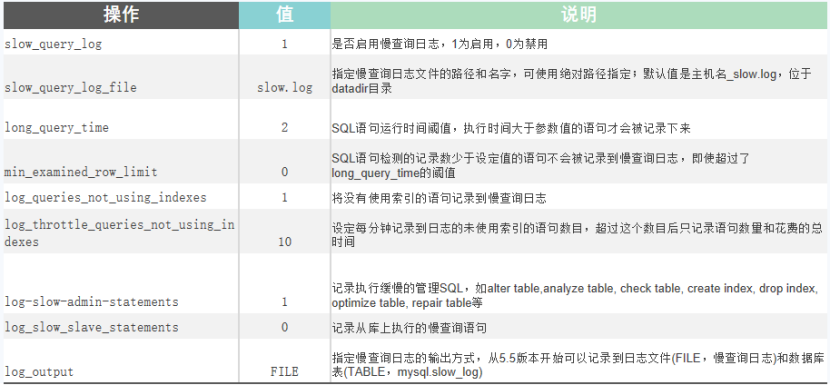 操作 值 说明
slow_query_log 1 是否启用慢查询日志，1为启用，0为禁用
slow_query_log_file slow.log 指定慢查询日志文件的路径和名字，可使用绝对路径指定；默认值是主机名_slow.log，位于
datadir目录
long_query_time 2 SQL语句运行时间阈值，执行时间大于参数值的语句才会被记录下来
min_examined_row_limit 0 SQL语句检测的记录数少于设定值的语句不会被记录到慢查询日志，即使超过了
long_query_time的阈值
log_queries_not_using_indexes 1 将没有使用索引的语句记录到慢查询日志
log_throttle_queries_not_using_in
dexes 10 设定每分钟记录到日志的未使用索引的语句数目，超过这个数目后只记录语句数量和花费的总
时间
log-slow-admin-statements 1 记录执行缓慢的管理SQL，如alter table,analyze table, check table, create index, drop index,
optimize table, repair table等
log_slow_slave_statements 0 记录从库上执行的慢查询语句
log_output FILE 指定慢查询日志的输出方式，从5.5版本开始可以记录到日志文件(FILE，慢查询日志)和数据库
表(TABLE，mysql.slow_log)